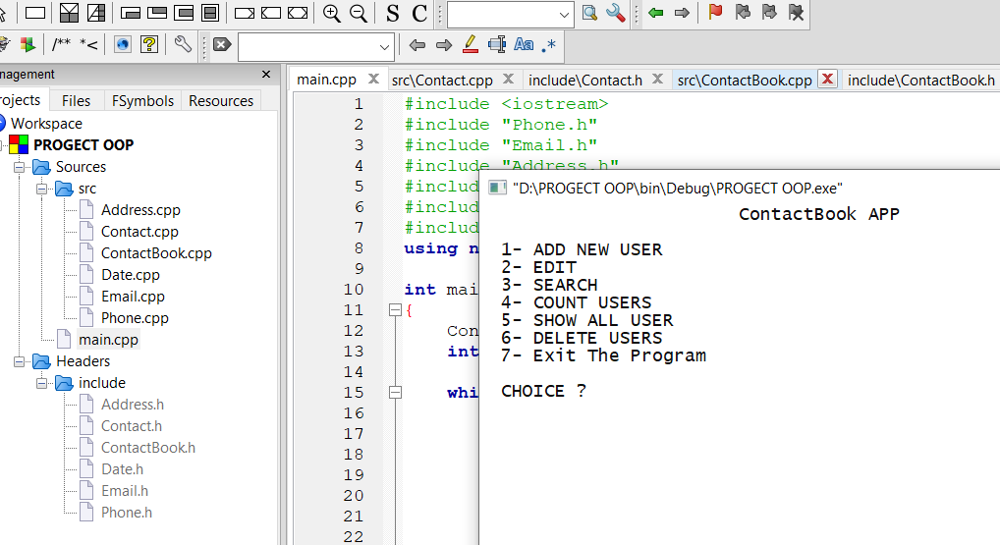 S C
/** *<
Aa .*
nagement
rojects Files FSymbols Resources
Workspace
PROGECT OOP
Sources
src
Address.cpp
Contact.cpp
ContactBook.cpp
Date.cpp
Email.cpp
Phone.cpp
main.cpp
Headers
include
Address.h
Contact.h
ContactBook.h
Date.h
Email.h
Phone.h
main.cpp src\Contact.cpp include\Contact.h src\ContactBook.cpp include\ContactBook.h
1 #include <iostream>
2 #include "Phone.h"
3 #include "Email.h"
4 #include "Address.h"
5 #includ
6 #includ
7 #includ
8 using n
9
10 int mai
11 {
12 Con
13 int
14
15 whi
16
17
18
19
20
21
22
"D:\PROGECT OOP\bin\Debug\PROGECT OOP.exe"
ContactBook APP
1- ADD NEW USER
2- EDIT
3- SEARCH
4- COUNT USERS
5- SHOW ALL USER
6- DELETE USERS
7- Exit The Program
CHOICE ?